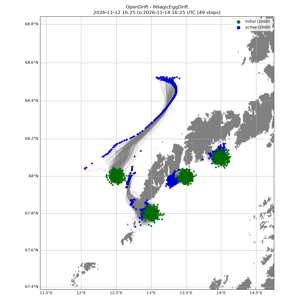 OpenDrift - PelagicEggDrift
2026-11-12 16:25 to 2026-11-14 16:25 UTC (49 steps)
initial (2000)
active (2000)
68.8°N
68.6°N
68.4°N
68.2°N
68°N
67.8°N
67.6°N
67.4°N
11.5°E
12°E
12.5°E
13°E
13.5°E
14°E
14.5°E